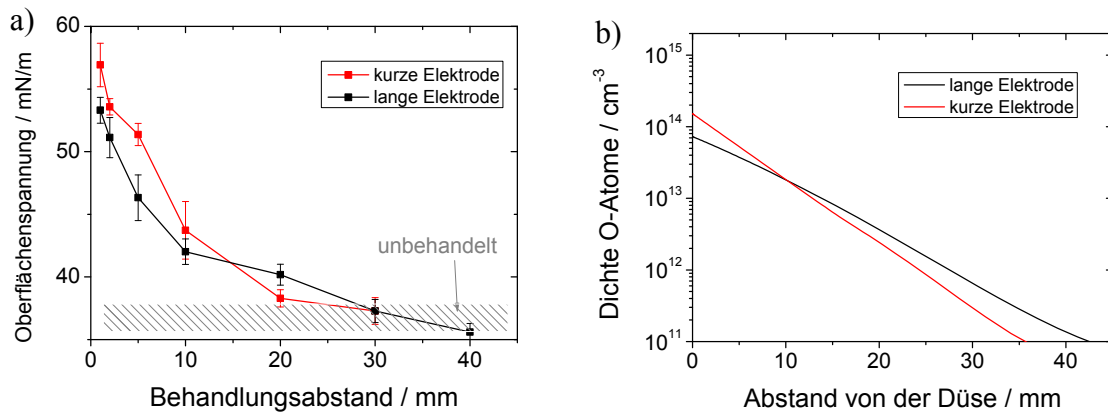 a)
60
50
40
Oberflächenspannung / mN/m
kurze Elektrode
lange Elektrode
unbehandelt
0 10 20 30 40
Behandlungsabstand / mm
b)
10^15
10^14
10^13
10^12
10^11
Dichte O-Atome / cm^-3
lange Elektrode
kurze Elektrode
0 10 20 30 40
Abstand von der Düse / mm